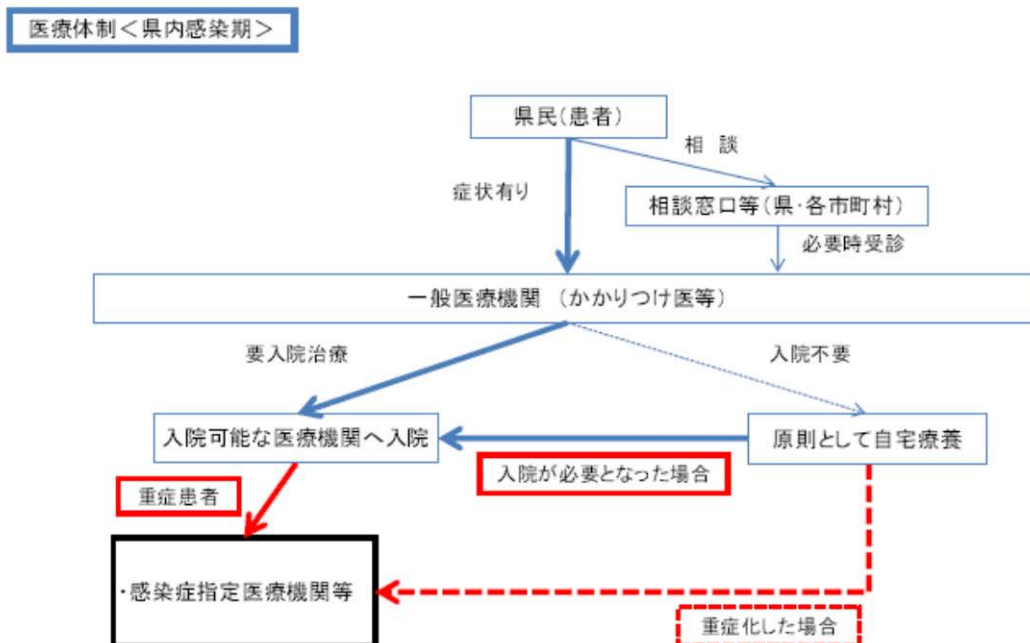 医療体制＜県内感染期＞
県民(患者)
相　談
症状有り
相談窓口等(県・各市町村)
必要時受診
一般医療機関　(かかりつけ医等)
要入院治療
入院不要
入院可能な医療機関へ入院
原則として自宅療養
入院が必要となった場合
重症患者
・感染症指定医療機関等
重症化した場合